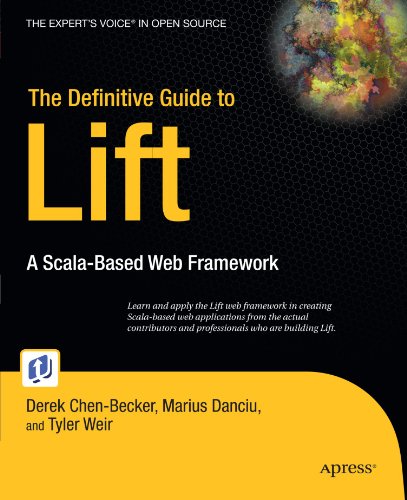 THE EXPERT'S VOICE® IN OPEN SOURCE
The Definitive Guide to
Lift
A Scala-Based Web Framework
Learn and apply the Lift web framework in creating
Scala-based web applications from the actual
contributors and professionals who are building Lift.
Derek Chen-Becker, Marius Danciu,
and Tyler Weir
Apress®